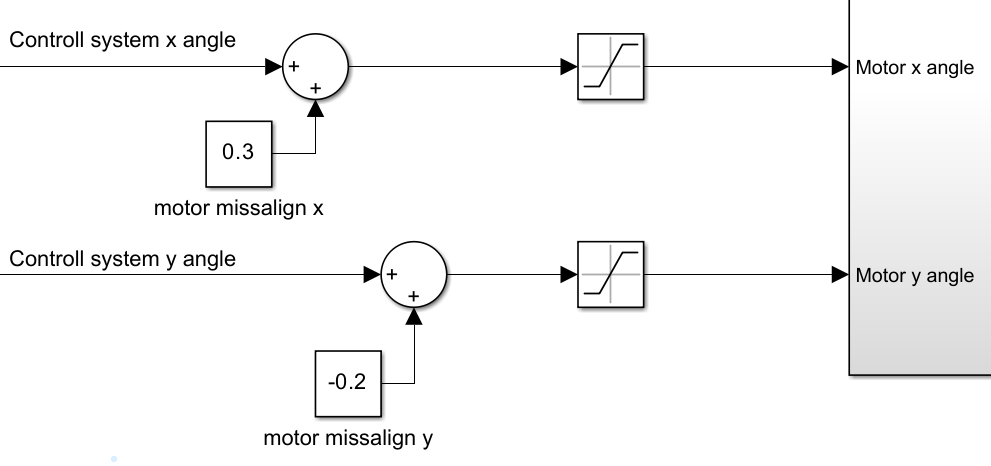 Controll system x angle
+
+
Motor x angle
0.3
motor missalign x
Controll system y angle
+
+
Motor y angle
-0.2
motor missalign y